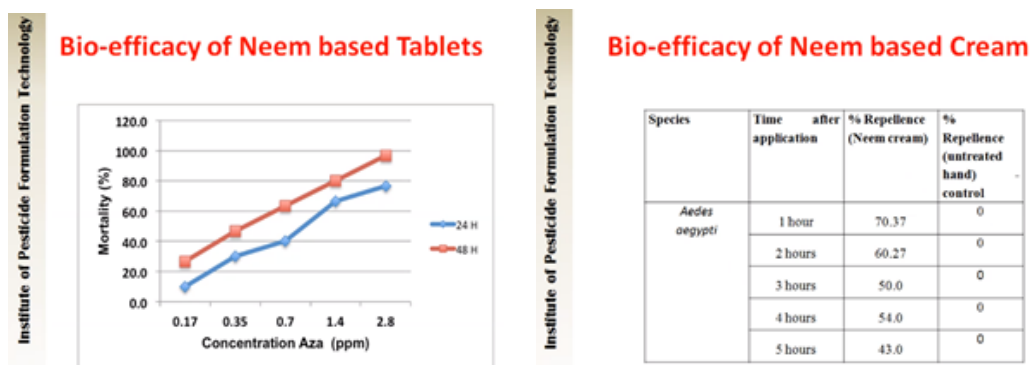 Institute of Pesticide Formulation Technology
Bio-efficacy of Neem based Tablets
120.0
100.0
80.0
60.0
40.0
20.0
0.0
Mortality (%)
0.17 0.35 0.7 1.4 2.8
Concentration Aza (ppm)
24 H
48 H
Institute of Pesticide Formulation Technology
Bio-efficacy of Neem based Cream
Species
Time after
application
% Repellence
(Neem cream)
%
Repellence
(untreated
hand)
control
Aedes
aegypti
1 hour 70.37 0
2 hours 60.27 0
3 hours 50.0 0
4 hours 54.0 0
5 hours 43.0 0